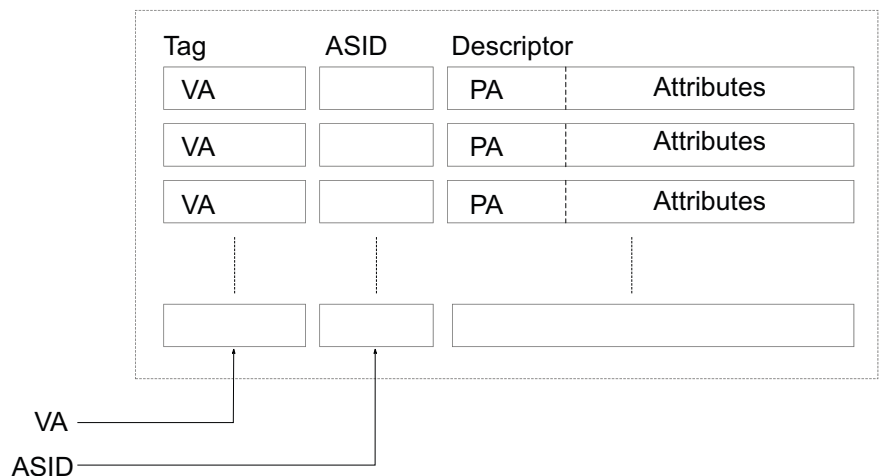 Tag ASID Descriptor
VA PA Attributes
VA PA Attributes
VA PA Attributes
VA
ASID